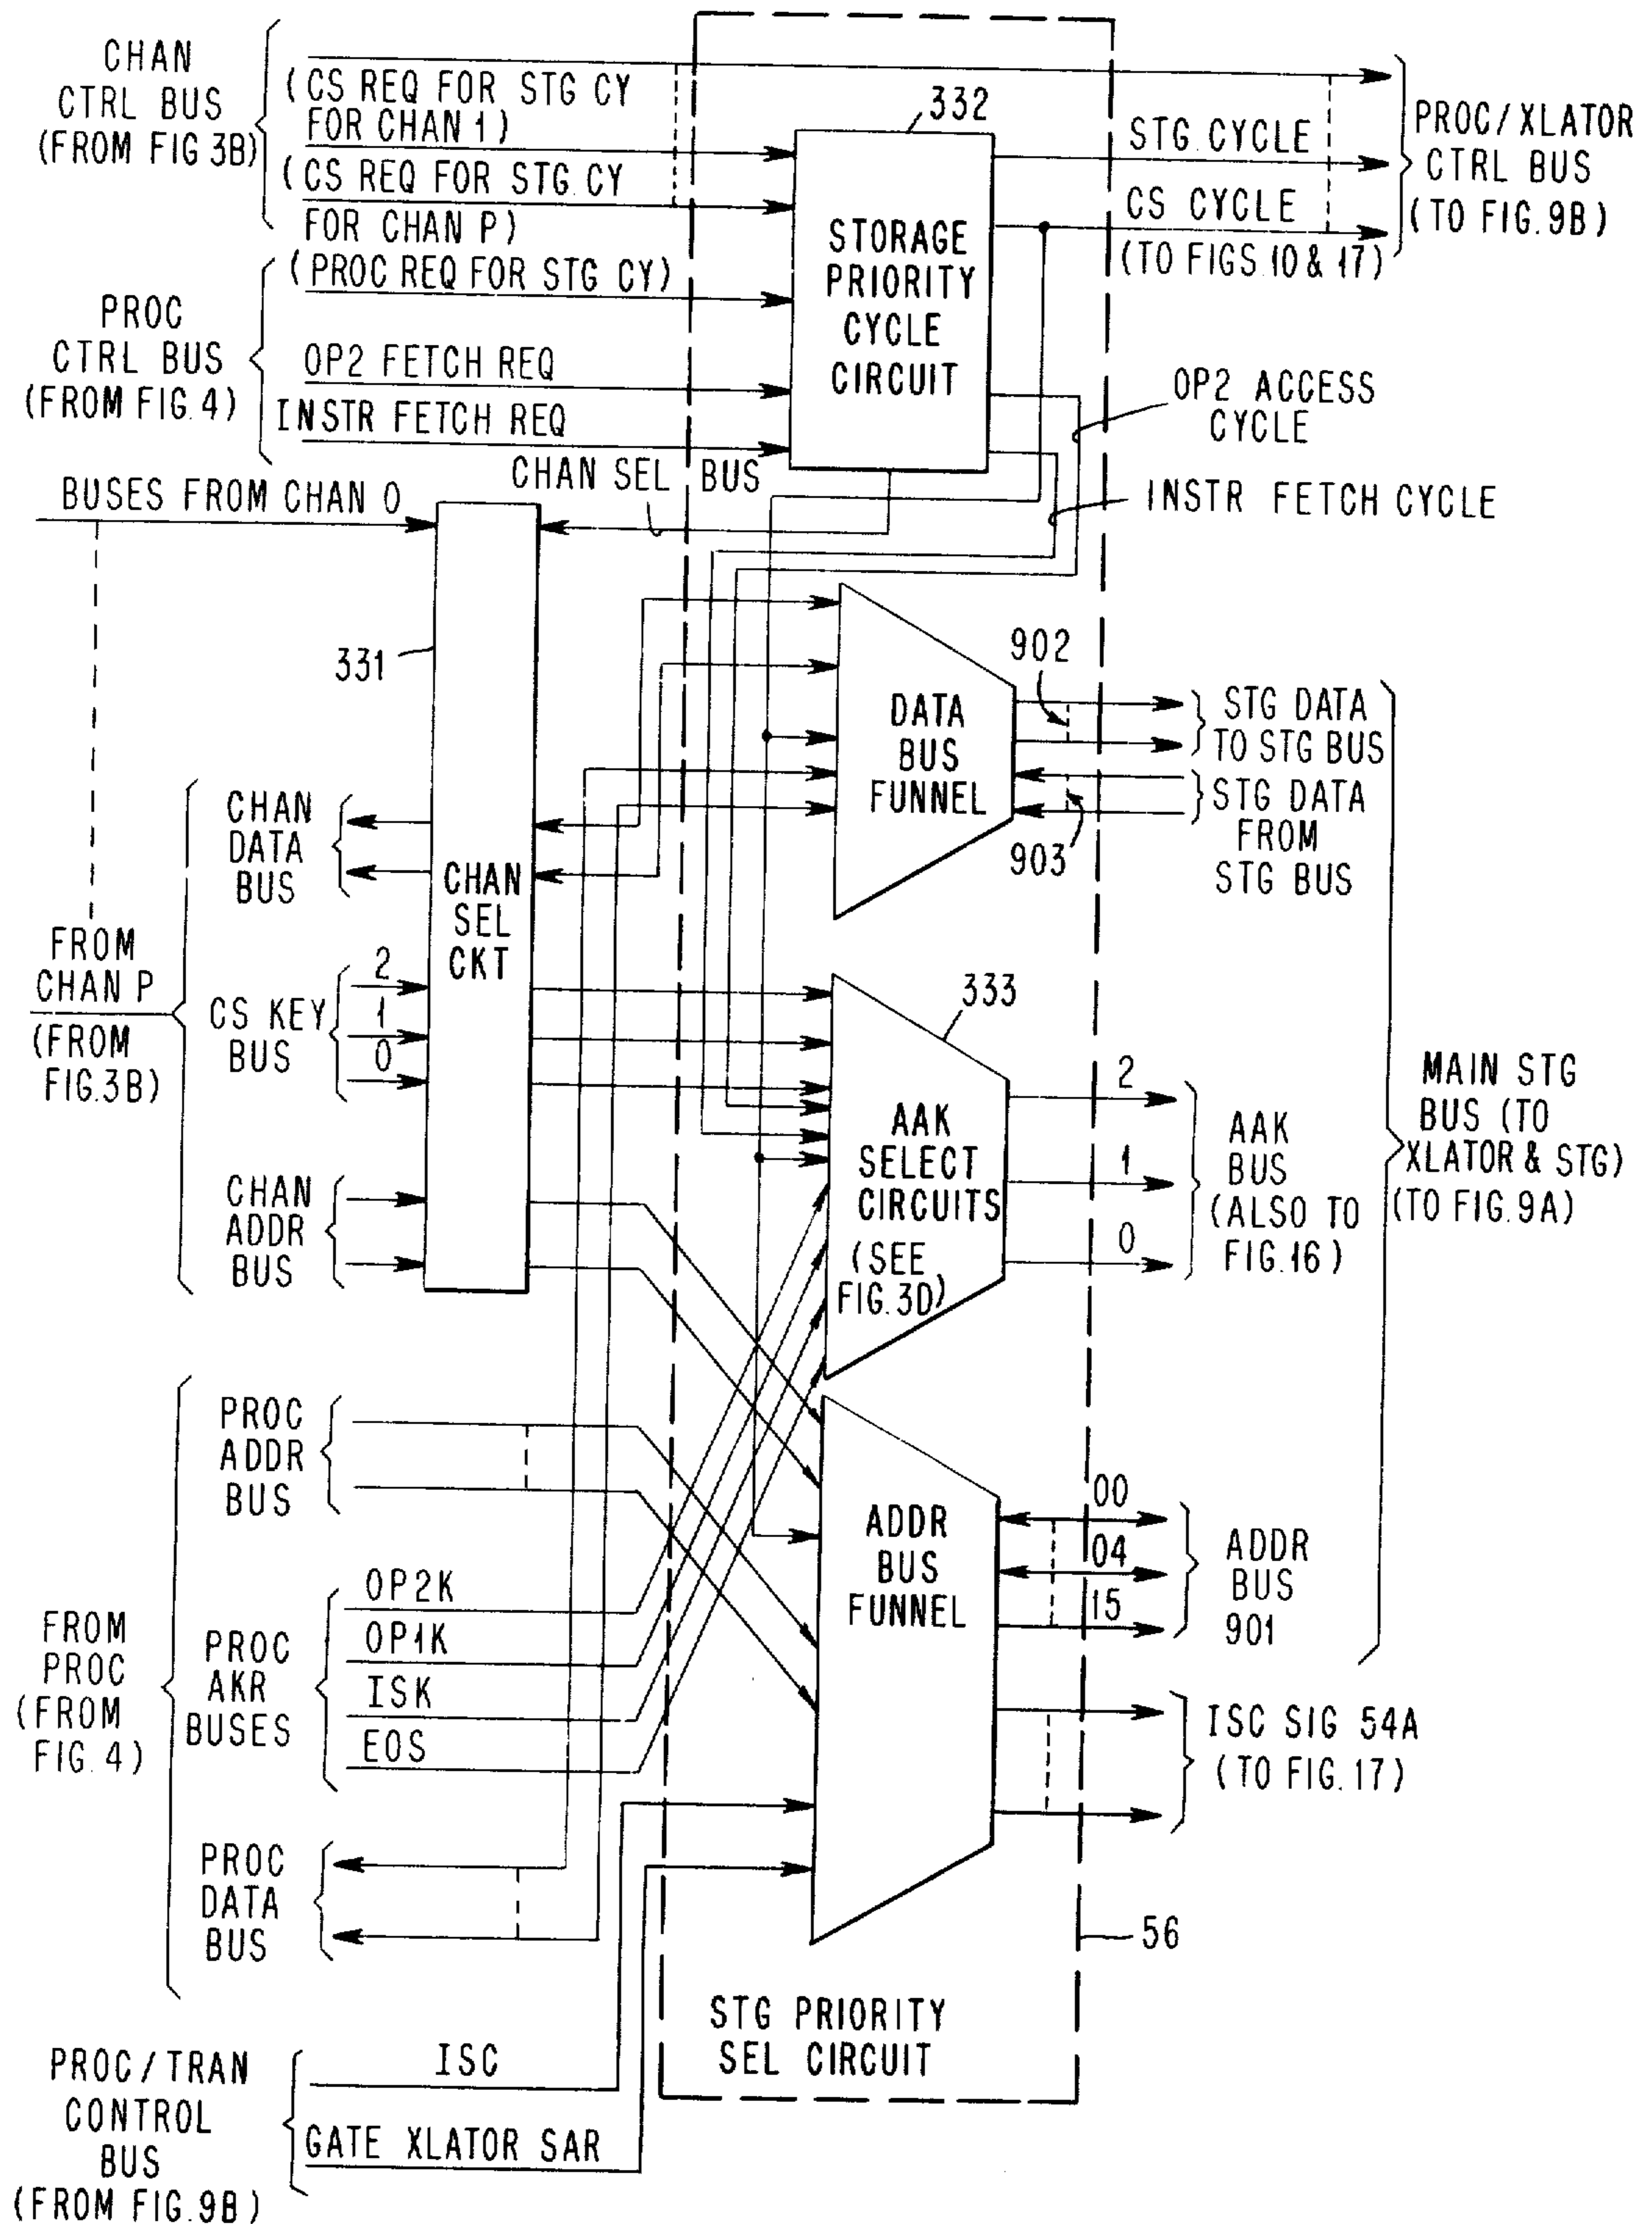 CHAN
CTRL BUS
(FROM FIG 3B)
(CS REQ FOR STG CY
FOR CHAN 1)
(CS REQ FOR STG CY
FOR CHAN P)
(PROC REQ FOR STG CY)
PROC
CTRL BUS
(FROM FIG. 4)
OP2 FETCH REQ
INSTR FETCH REQ
332
STORAGE
PRIORITY
CYCLE
CIRCUIT
STG CYCLE
CS CYCLE
(TO FIGS. 10 & 17)
PROC/XLATOR
CTRL BUS
(TO FIG. 9B)
OP2 ACCESS
CYCLE
INSTR FETCH CYCLE
CHAN SEL BUS
BUSES FROM CHAN 0
331
CHAN
SEL
CKT
CHAN
DATA
BUS
FROM
CHAN P
(FROM
FIG. 3B)
CS KEY
BUS
2
1
0
CHAN
ADDR
BUS
DATA
BUS
FUNNEL
902
903
STG DATA
TO STG BUS
STG DATA
FROM
STG BUS
333
AAK
SELECT
CIRCUITS
(SEE
FIG. 3D)
2
1
0
AAK
BUS
(ALSO TO
FIG. 16)
MAIN STG
BUS (TO
XLATOR & STG)
(TO FIG. 9A)
PROC
ADDR
BUS
FROM
PROC
(FROM
FIG. 4)
PROC
AKR
BUSES
OP2K
OP1K
ISK
EOS
PROC
DATA
BUS
ADDR
BUS
FUNNEL
00
04
15
ADDR
BUS
901
ISC SIG 54A
(TO FIG. 17)
56
STG PRIORITY
SEL CIRCUIT
PROC/TRAN
CONTROL
BUS
(FROM FIG. 9B)
ISC
GATE XLATOR SAR